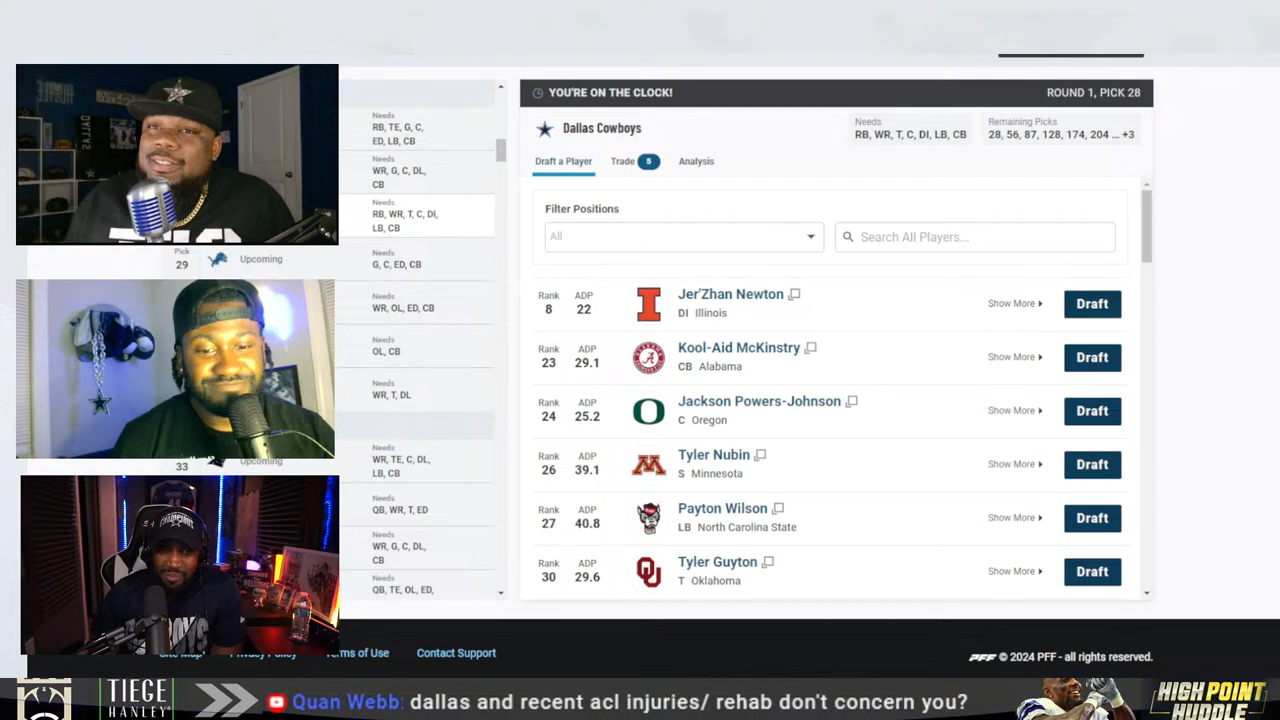 YOU'RE ON THE CLOCK!
ROUND 1, PICK 28
Dallas Cowboys
Needs
RB, WR, T, C, DI, LB, CB
Remaining Picks
28, 56, 87, 128, 174, 204 ... +3
Draft a Player
Trade
5
Analysis
Filter Positions
All
Search All Players...
Rank
8
ADP
22
Jer'Zhan Newton
DI Illinois
Show More
Draft
Rank
23
ADP
29.1
Kool-Aid McKinstry
CB Alabama
Show More
Draft
Rank
24
ADP
25.2
Jackson Powers-Johnson
C Oregon
Show More
Draft
Rank
26
ADP
39.1
Tyler Nubin
S Minnesota
Show More
Draft
Rank
27
ADP
40.8
Payton Wilson
LB North Carolina State
Show More
Draft
Rank
30
ADP
29.6
Tyler Guyton
T Oklahoma
Show More
Draft
Needs
RB, TE, G, C,
ED, LB, CB
Needs
WR, G, C, DL,
CB
Needs
RB, WR, T, C, DI,
LB, CB
Pick
29
Upcoming
Needs
G, C, ED, CB
Needs
WR, OL, ED, CB
Needs
OL, CB
Needs
WR, T, DL
33
Upcoming
Needs
WR, TE, C, DL,
LB, CB
Needs
QB, WR, T, ED
Needs
WR, G, C, DL,
CB
Needs
QB, TE, OL, ED,
Site Map
Privacy Policy
Terms of Use
Contact Support
PFF © 2024 PFF - all rights reserved.
TIEGE
HANLEY
Quan Webb: dallas and recent acl injuries/ rehab don't concern you?
HIGH POINT
HUDDLE